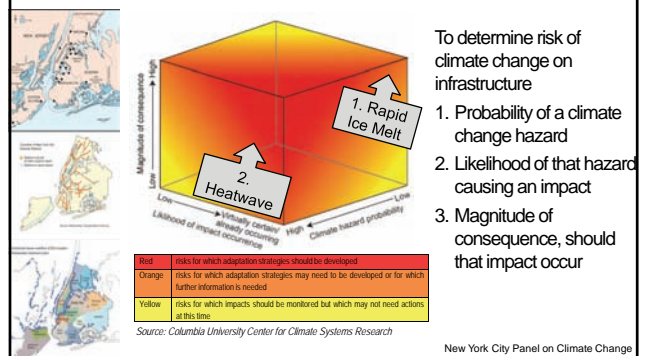 To determine risk of
climate change on
infrastructure
1. Probability of a climate
change hazard
2. Likelihood of that hazard
causing an impact
3. Magnitude of
consequence, should
that impact occur
High
Magnitude of consequence
Low
1. Rapid
Ice Melt
2.
Heatwave
Low
Likelihood of impact occurrence
Virtually certain/
already occurring
High
Climate hazard probability
Low
Red risks for which adaptation strategies should be developed
Orange risks for which adaptation strategies may need to be developed or for which
further information is needed
Yellow risks for which impacts should be monitored but which may not need actions
at this time
Source: Columbia University Center for Climate Systems Research
New York City Panel on Climate Change